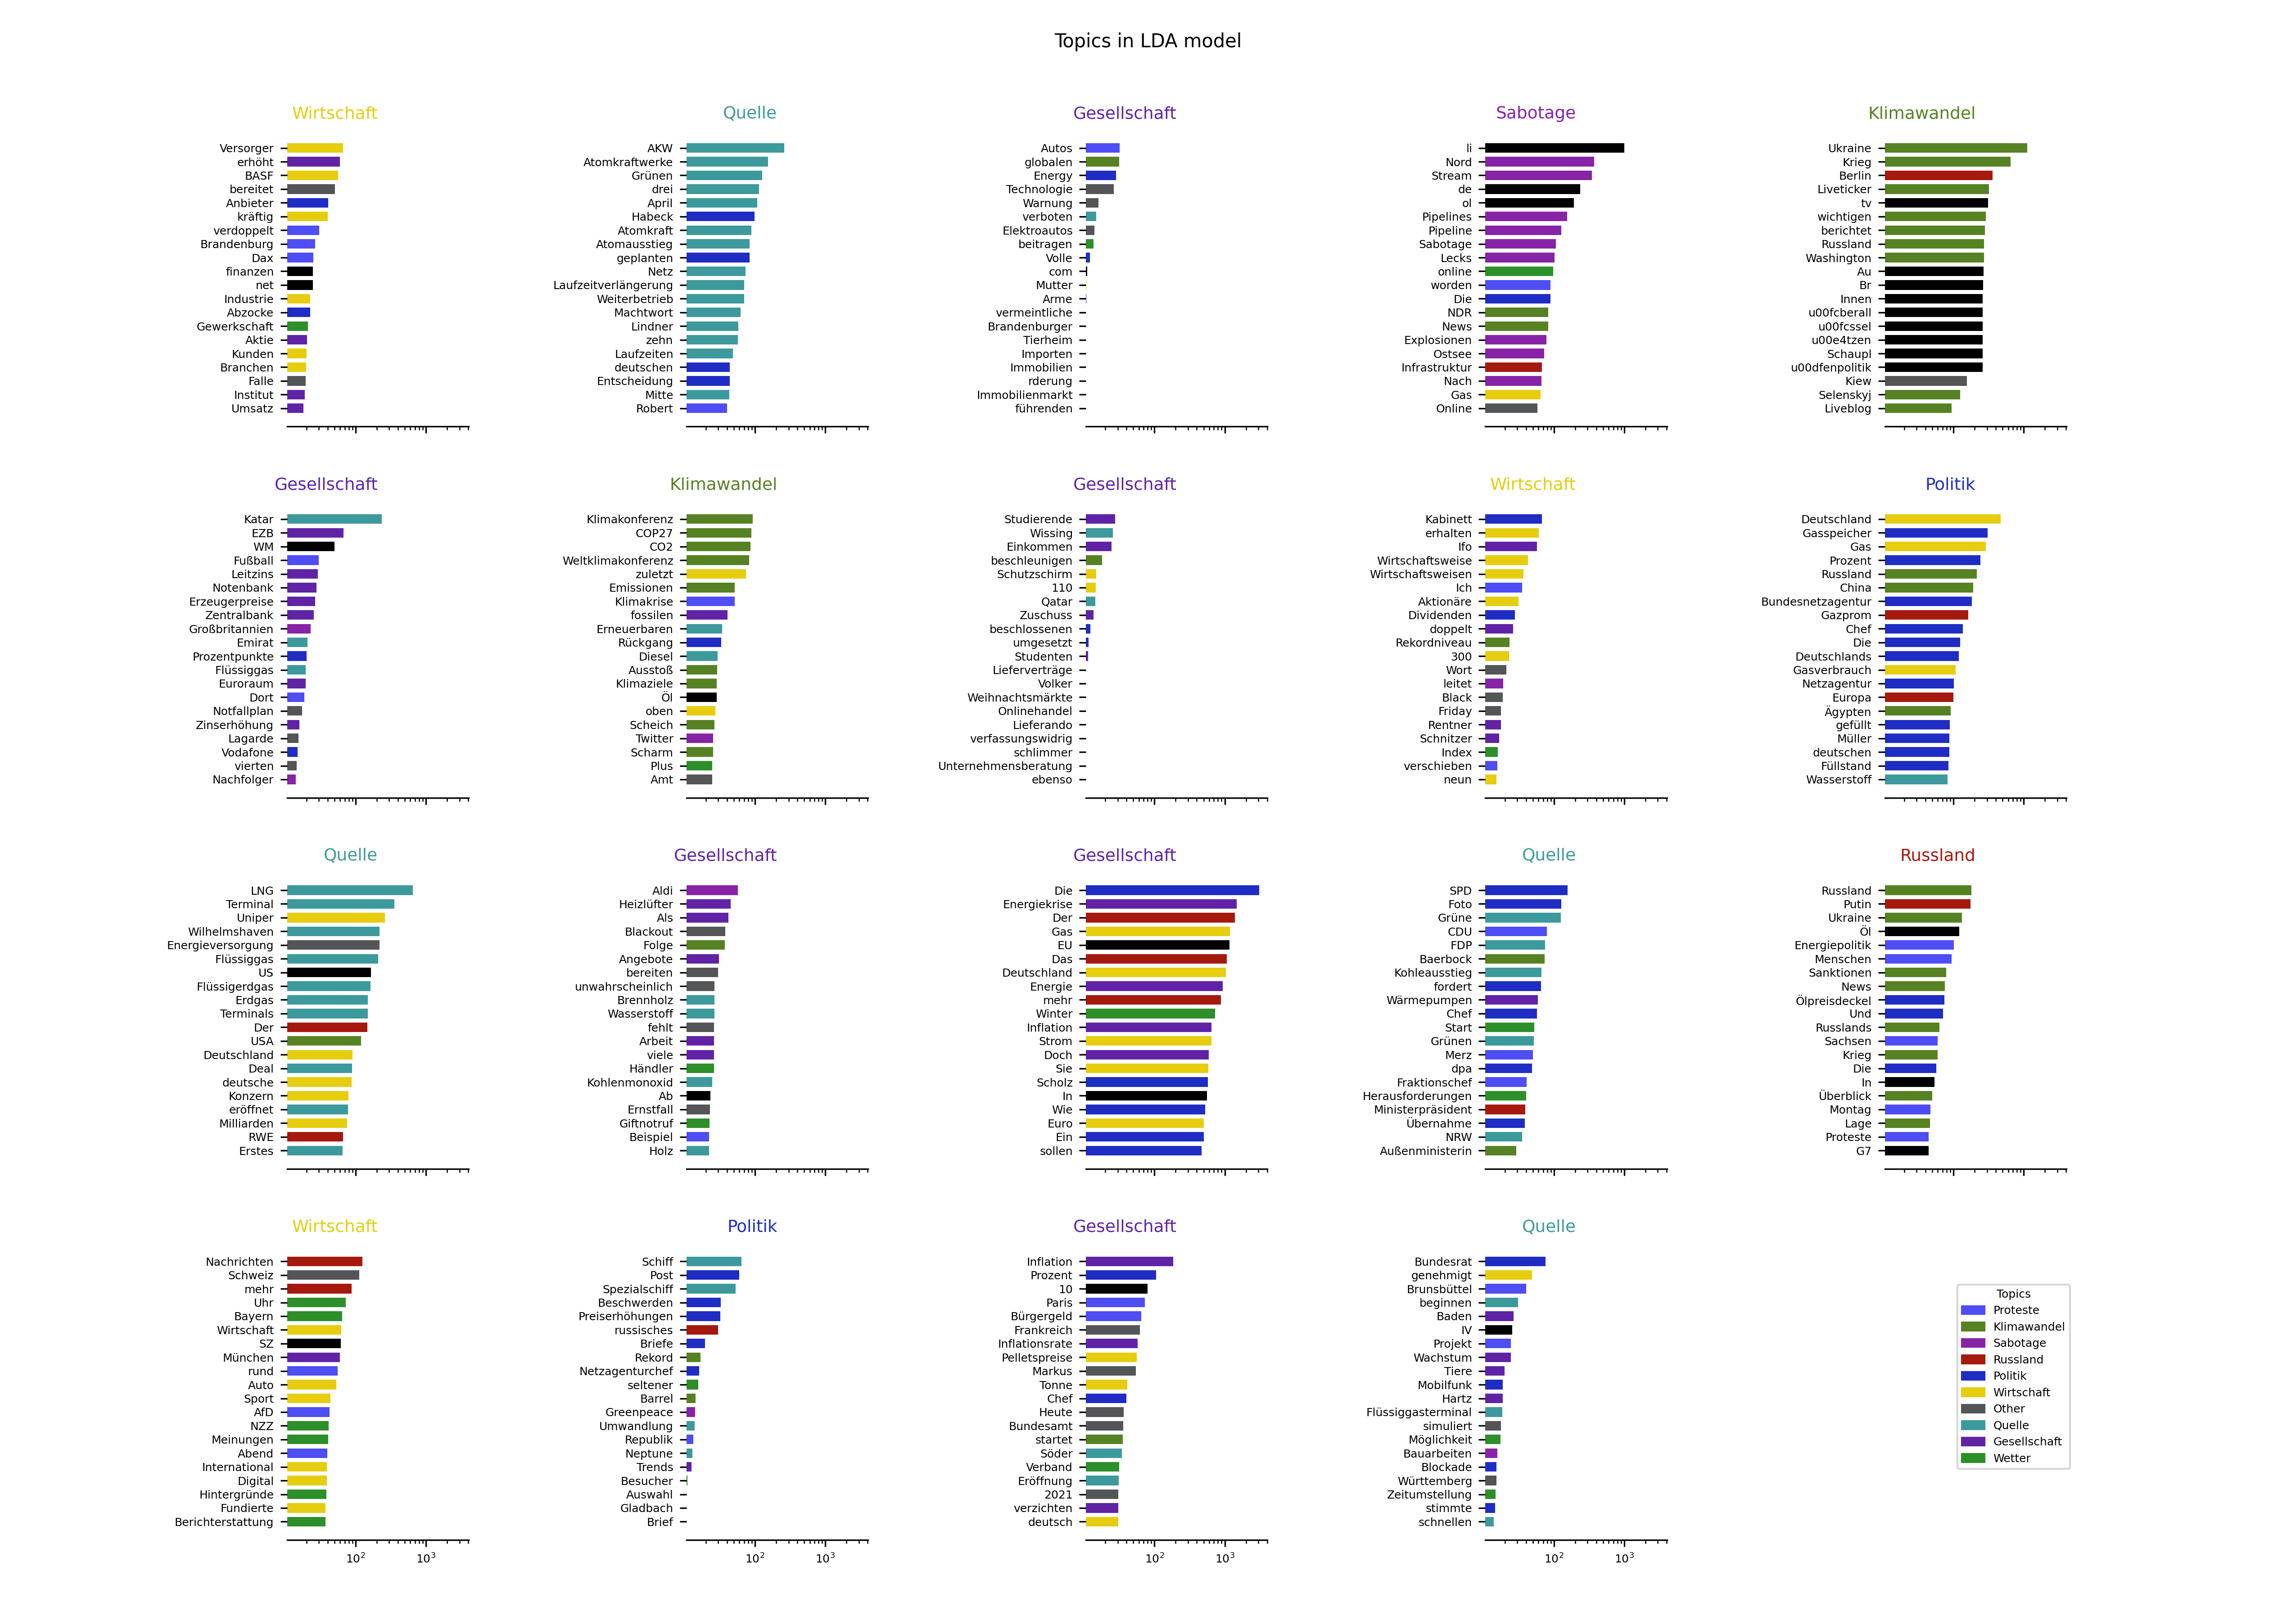 Topics in LDA model
Wirtschaft
Versorger
erhöht
BASF
bereitet
Anbieter
kräftig
verdoppelt
Brandenburg
Dax
finanzen
net
Industrie
Abzocke
Gewerkschaft
Aktie
Kunden
Branchen
Falle
Institut
Umsatz
Quelle
AKW
Atomkraftwerke
Grünen
drei
April
Habeck
Atomkraft
Atomausstieg
geplanten
Netz
Laufzeitverlängerung
Weiterbetrieb
Machtwort
Lindner
zehn
Laufzeiten
deutschen
Entscheidung
Mitte
Robert
Gesellschaft
Autos
globalen
Energy
Technologie
Warnung
verboten
Elektroautos
beitragen
Volle
com
Mutter
Arme
vermeintliche
Brandenburger
Tierheim
Importen
Immobilien
rderung
Immobilienmarkt
führenden
Sabotage
li
Nord
Stream
de
ol
Pipelines
Pipeline
Sabotage
Lecks
online
worden
Die
NDR
News
Explosionen
Ostsee
Infrastruktur
Nach
Gas
Online
Klimawandel
Ukraine
Krieg
Berlin
Liveticker
tv
wichtigen
berichtet
Russland
Washington
Au
Br
Innen
u00fcberall
u00fcssel
u00e4tzen
Schaupl
u00dfenpolitik
Kiew
Selenskyj
Liveblog
Gesellschaft
Katar
EZB
WM
Fußball
Leitzins
Notenbank
Erzeugerpreise
Zentralbank
Großbritannien
Emirat
Prozentpunkte
Flüssiggas
Euroraum
Dort
Notfallplan
Zinserhöhung
Lagarde
Vodafone
vierten
Nachfolger
Klimawandel
Klimakonferenz
COP27
CO2
Weltklimakonferenz
zuletzt
Emissionen
Klimakrise
fossilen
Erneuerbaren
Rückgang
Diesel
Ausstoß
Klimaziele
Öl
oben
Scheich
Twitter
Scharm
Plus
Amt
Gesellschaft
Studierende
Wissing
Einkommen
beschleunigen
Schutzschirm
110
Qatar
Zuschuss
beschlossenen
umgesetzt
Studenten
Lieferverträge
Volker
Weihnachtsmärkte
Onlinehandel
Lieferando
verfassungswidrig
schlimmer
Unternehmensberatung
ebenso
Wirtschaft
Kabinett
erhalten
Ifo
Wirtschaftsweise
Wirtschaftsweisen
Ich
Aktionäre
Dividenden
doppelt
Rekordniveau
300
Wort
leitet
Black
Friday
Rentner
Schnitzer
Index
verschieben
neun
Politik
Deutschland
Gasspeicher
Gas
Prozent
Russland
China
Bundesnetzagentur
Gazprom
Chef
Die
Deutschlands
Gasverbrauch
Netzagentur
Europa
Ägypten
gefüllt
Müller
deutschen
Füllstand
Wasserstoff
Quelle
LNG
Terminal
Uniper
Wilhelmshaven
Energieversorgung
Flüssiggas
US
Flüssigerdgas
Erdgas
Terminals
Der
USA
Deutschland
Deal
deutsche
Konzern
eröffnet
Milliarden
RWE
Erstes
Gesellschaft
Aldi
Heizlüfter
Als
Blackout
Folge
Angebote
bereiten
unwahrscheinlich
Brennholz
Wasserstoff
fehlt
Arbeit
viele
Händler
Kohlenmonoxid
Ab
Ernstfall
Giftnotruf
Beispiel
Holz
Gesellschaft
Die
Energiekrise
Der
Gas
EU
Das
Deutschland
Energie
mehr
Winter
Inflation
Strom
Doch
Sie
Scholz
In
Wie
Euro
Ein
sollen
Quelle
SPD
Foto
Grüne
CDU
FDP
Baerbock
Kohleausstieg
fordert
Wärmepumpen
Chef
Start
Grünen
Merz
dpa
Fraktionschef
Herausforderungen
Ministerpräsident
Übernahme
NRW
Außenministerin
Russland
Russland
Putin
Ukraine
Öl
Energiepolitik
Menschen
Sanktionen
News
Ölpreisdeckel
Und
Russlands
Sachsen
Krieg
Die
In
Überblick
Montag
Lage
Proteste
G7
Wirtschaft
Nachrichten
Schweiz
mehr
Uhr
Bayern
Wirtschaft
SZ
München
rund
Auto
Sport
AfD
NZZ
Meinungen
Abend
International
Digital
Hintergründe
Fundierte
Berichterstattung
10²
10³
Politik
Schiff
Post
Spezialschiff
Beschwerden
Preiserhöhungen
russisches
Briefe
Rekord
Netzagenturchef
seltener
Barrel
Greenpeace
Umwandlung
Republik
Neptune
Trends
Besucher
Auswahl
Gladbach
Brief
10²
10³
Gesellschaft
Inflation
Prozent
10
Paris
Bürgergeld
Frankreich
Inflationsrate
Pelletspreise
Markus
Tonne
Chef
Heute
Bundesamt
startet
Söder
Verband
Eröffnung
2021
verzichten
deutsch
10²
10³
Quelle
Bundesrat
genehmigt
Brunsbüttel
beginnen
Baden
IV
Projekt
Wachstum
Tiere
Mobilfunk
Hartz
Flüssiggasterminal
simuliert
Möglichkeit
Bauarbeiten
Blockade
Württemberg
Zeitumstellung
stimmte
schnellen
10²
10³
Topics
Proteste
Klimawandel
Sabotage
Russland
Politik
Wirtschaft
Other
Quelle
Gesellschaft
Wetter